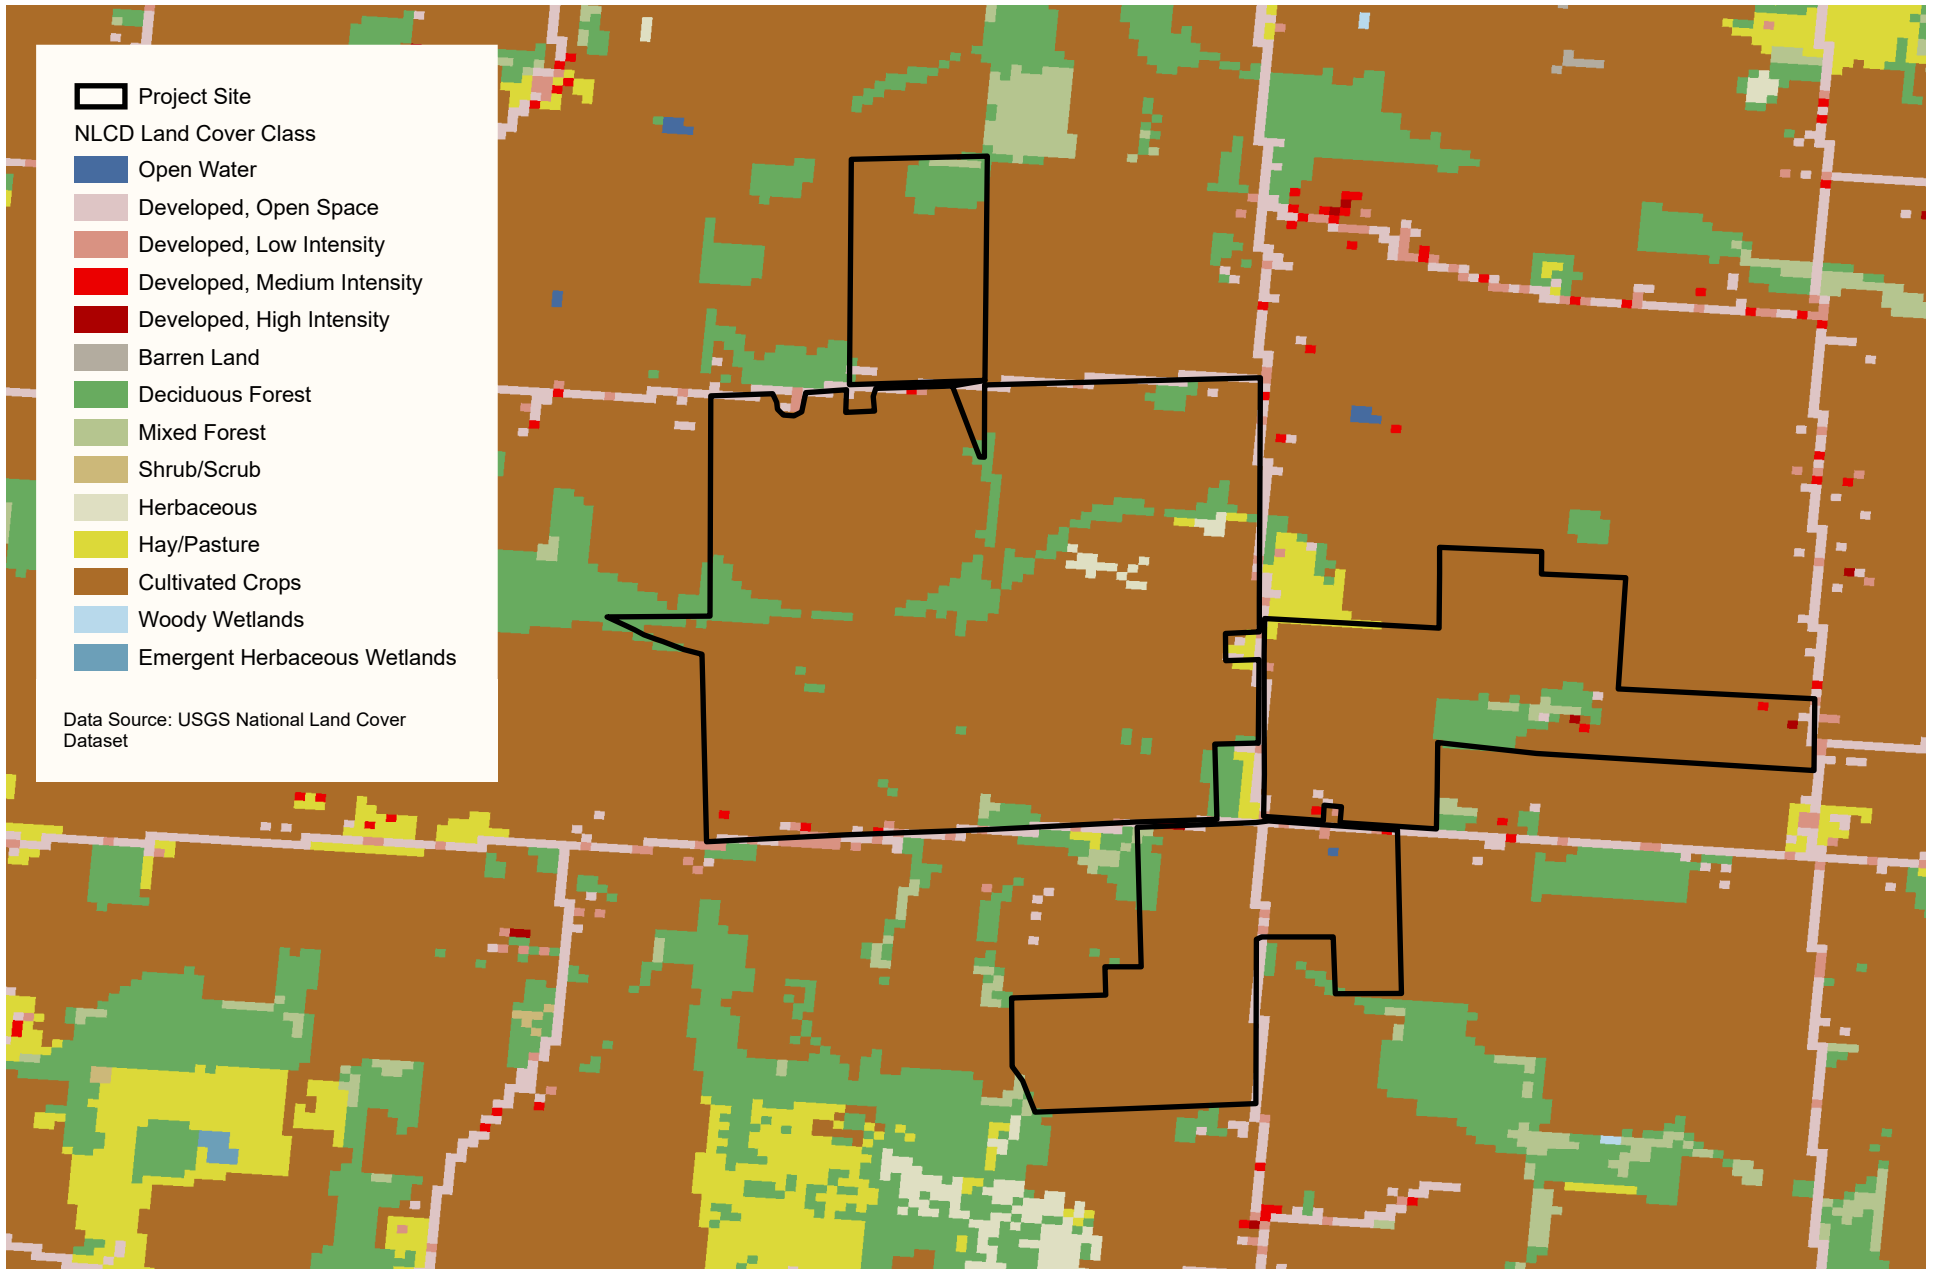 Project Site
NLCD Land Cover Class
Open Water
Developed, Open Space
Developed, Low Intensity
Developed, Medium Intensity
Developed, High Intensity
Barren Land
Deciduous Forest
Mixed Forest
Shrub/Scrub
Herbaceous
Hay/Pasture
Cultivated Crops
Woody Wetlands
Emergent Herbaceous Wetlands
Data Source: USGS National Land Cover
Dataset